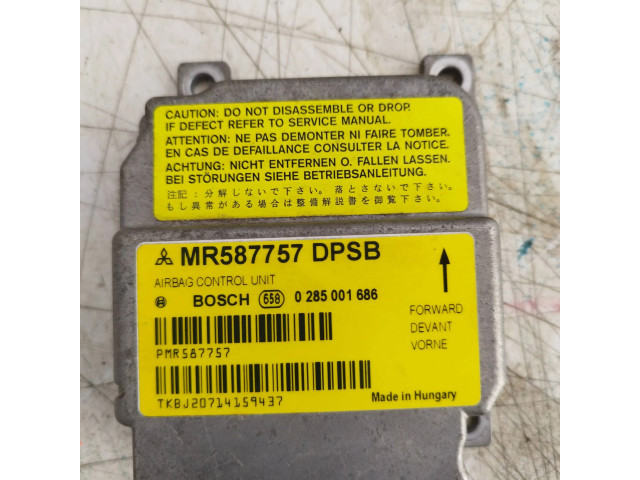 CAUTION: DO NOT DISASSEMBLE OR DROP.
IF DEFECT REFER TO SERVICE MANUAL.
ATTENTION: NE PAS DEMONTER NI FAIRE TOMBER.
EN CAS DE DEFAILLANCE CONSULTER LA NOTICE.
ACHTUNG: NICHT ENTFERNEN O. FALLEN LASSEN.
BEI STÖRUNGEN SIEHE BETRIEBSANLEITUNG.
注記:分解しないで下さい。落とさないで下さい。
もし異常がある場合は整備解説書を御覧下さい。
MR587757 DPSB
AIRBAG CONTROL UNIT
BOSCH 658 0 285 001 686
FORWARD
DEVANT
VORNE
PMR587757
TKBJ20714159437
Made in Hungary